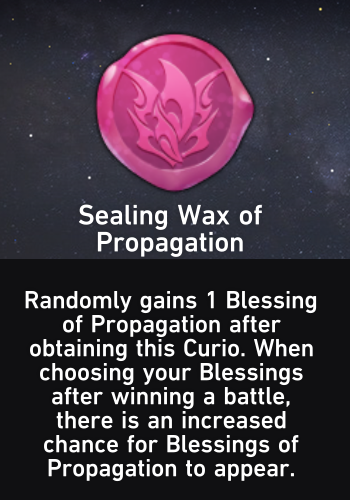 Sealing Wax of
Propagation
Randomly gains 1 Blessing
of Propagation after
obtaining this Curio. When
choosing your Blessings
after winning a battle,
there is an increased
chance for Blessings of
Propagation to appear.